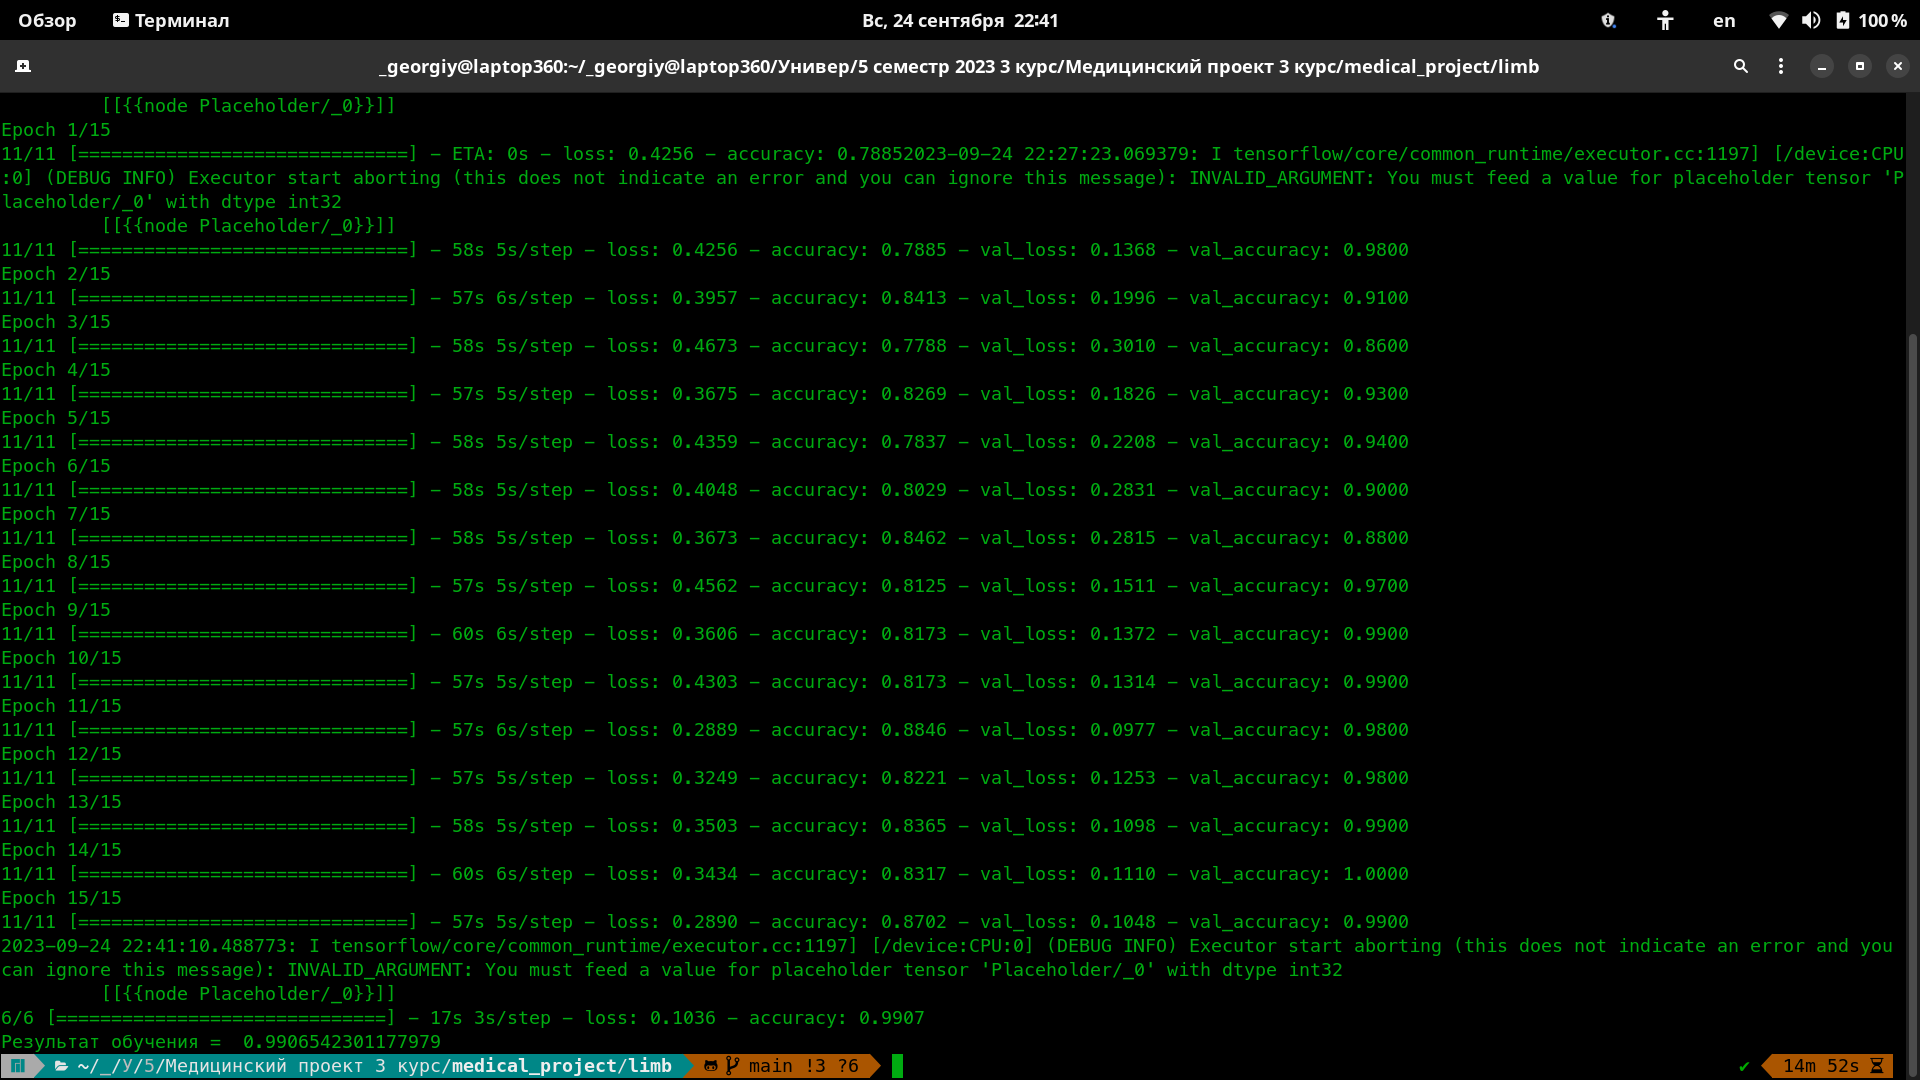 Обзор Терминал Вс, 24 сентября 22:41 en 100 %
_georgiy@laptop360:~/_georgiy@laptop360/Универ/5 семестр 2023 3 курс/Медицинский проект 3 курс/medical_project/limb
[[{{node Placeholder/_0}}]]
Epoch 1/15
11/11 [==============================] - ETA: 0s - loss: 0.4256 - accuracy: 0.78852023-09-24 22:27:23.069379: I tensorflow/core/common_runtime/executor.cc:1197] [/device:CPU
:0] (DEBUG INFO) Executor start aborting (this does not indicate an error and you can ignore this message): INVALID_ARGUMENT: You must feed a value for placeholder tensor 'P
laceholder/_0' with dtype int32
[[{{node Placeholder/_0}}]]
11/11 [==============================] - 58s 5s/step - loss: 0.4256 - accuracy: 0.7885 - val_loss: 0.1368 - val_accuracy: 0.9800
Epoch 2/15
11/11 [==============================] - 57s 6s/step - loss: 0.3957 - accuracy: 0.8413 - val_loss: 0.1996 - val_accuracy: 0.9100
Epoch 3/15
11/11 [==============================] - 58s 5s/step - loss: 0.4673 - accuracy: 0.7788 - val_loss: 0.3010 - val_accuracy: 0.8600
Epoch 4/15
11/11 [==============================] - 57s 5s/step - loss: 0.3675 - accuracy: 0.8269 - val_loss: 0.1826 - val_accuracy: 0.9300
Epoch 5/15
11/11 [==============================] - 58s 5s/step - loss: 0.4359 - accuracy: 0.7837 - val_loss: 0.2208 - val_accuracy: 0.9400
Epoch 6/15
11/11 [==============================] - 58s 5s/step - loss: 0.4048 - accuracy: 0.8029 - val_loss: 0.2831 - val_accuracy: 0.9000
Epoch 7/15
11/11 [==============================] - 58s 5s/step - loss: 0.3673 - accuracy: 0.8462 - val_loss: 0.2815 - val_accuracy: 0.8800
Epoch 8/15
11/11 [==============================] - 57s 5s/step - loss: 0.4562 - accuracy: 0.8125 - val_loss: 0.1511 - val_accuracy: 0.9700
Epoch 9/15
11/11 [==============================] - 60s 6s/step - loss: 0.3606 - accuracy: 0.8173 - val_loss: 0.1372 - val_accuracy: 0.9900
Epoch 10/15
11/11 [==============================] - 57s 5s/step - loss: 0.4303 - accuracy: 0.8173 - val_loss: 0.1314 - val_accuracy: 0.9900
Epoch 11/15
11/11 [==============================] - 57s 6s/step - loss: 0.2889 - accuracy: 0.8846 - val_loss: 0.0977 - val_accuracy: 0.9800
Epoch 12/15
11/11 [==============================] - 57s 5s/step - loss: 0.3249 - accuracy: 0.8221 - val_loss: 0.1253 - val_accuracy: 0.9800
Epoch 13/15
11/11 [==============================] - 58s 5s/step - loss: 0.3503 - accuracy: 0.8365 - val_loss: 0.1098 - val_accuracy: 0.9900
Epoch 14/15
11/11 [==============================] - 60s 6s/step - loss: 0.3434 - accuracy: 0.8317 - val_loss: 0.1110 - val_accuracy: 1.0000
Epoch 15/15
11/11 [==============================] - 57s 5s/step - loss: 0.2890 - accuracy: 0.8702 - val_loss: 0.1048 - val_accuracy: 0.9900
2023-09-24 22:41:10.488773: I tensorflow/core/common_runtime/executor.cc:1197] [/device:CPU:0] (DEBUG INFO) Executor start aborting (this does not indicate an error and you
can ignore this message): INVALID_ARGUMENT: You must feed a value for placeholder tensor 'Placeholder/_0' with dtype int32
[[{{node Placeholder/_0}}]]
6/6 [==============================] - 17s 3s/step - loss: 0.1036 - accuracy: 0.9907
Результат обучения =  0.9906542301177979
~/_/У/5/Медицинский проект 3 курс/medical_project/limb main !3 ?6 ✔ 14m 52s